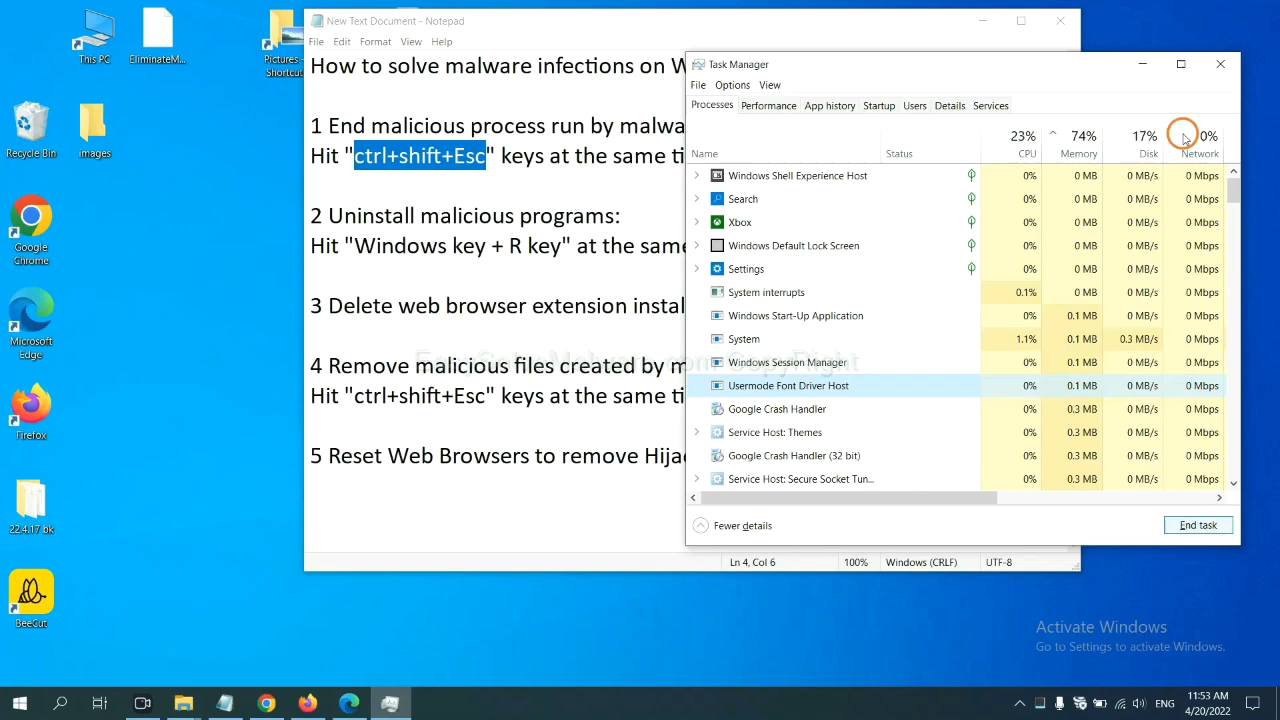 This PC
EliminateM...
Pictures - Shortcut
Recycle Bin
images
Google Chrome
Microsoft Edge
Firefox
22.4.17 bk
BeeCut
New Text Document - Notepad
File Edit Format View Help
How to solve malware infections on W
1 End malicious process run by malwa
Hit "ctrl+shift+Esc" keys at the same ti
2 Uninstall malicious programs:
Hit "Windows key + R key" at the same
3 Delete web browser extension instal
4 Remove malicious files created by m
Hit "ctrl+shift+Esc" keys at the same ti
5 Reset Web Browsers to remove Hijac
Ln 4, Col 6 100% Windows (CRLF) UTF-8
Task Manager
File Options View
Processes Performance App history Startup Users Details Services
23% 74% 17% 0%
Name Status CPU Memory Disk Network
Windows Shell Experience Host 0% 0 MB 0 MB/s 0 Mbps
Search 0% 0 MB 0 MB/s 0 Mbps
Xbox 0% 0 MB 0 MB/s 0 Mbps
Windows Default Lock Screen 0% 0 MB 0 MB/s 0 Mbps
Settings 0% 0 MB 0 MB/s 0 Mbps
System interrupts 0.1% 0 MB 0 MB/s 0 Mbps
Windows Start-Up Application 0% 0.1 MB 0 MB/s 0 Mbps
System 1.1% 0.1 MB 0.3 MB/s 0 Mbps
Windows Session Manager 0% 0.1 MB 0 MB/s 0 Mbps
Usermode Font Driver Host 0% 0.1 MB 0 MB/s 0 Mbps
Google Crash Handler 0% 0.3 MB 0 MB/s 0 Mbps
Service Host: Themes 0% 0.3 MB 0 MB/s 0 Mbps
Google Crash Handler (32 bit) 0% 0.3 MB 0 MB/s 0 Mbps
Service Host: Secure Socket Tun... 0% 0.3 MB 0 MB/s 0 Mbps
Fewer details End task
Activate Windows
Go to Settings to activate Windows.
ENG
11:53 AM
4/20/2022